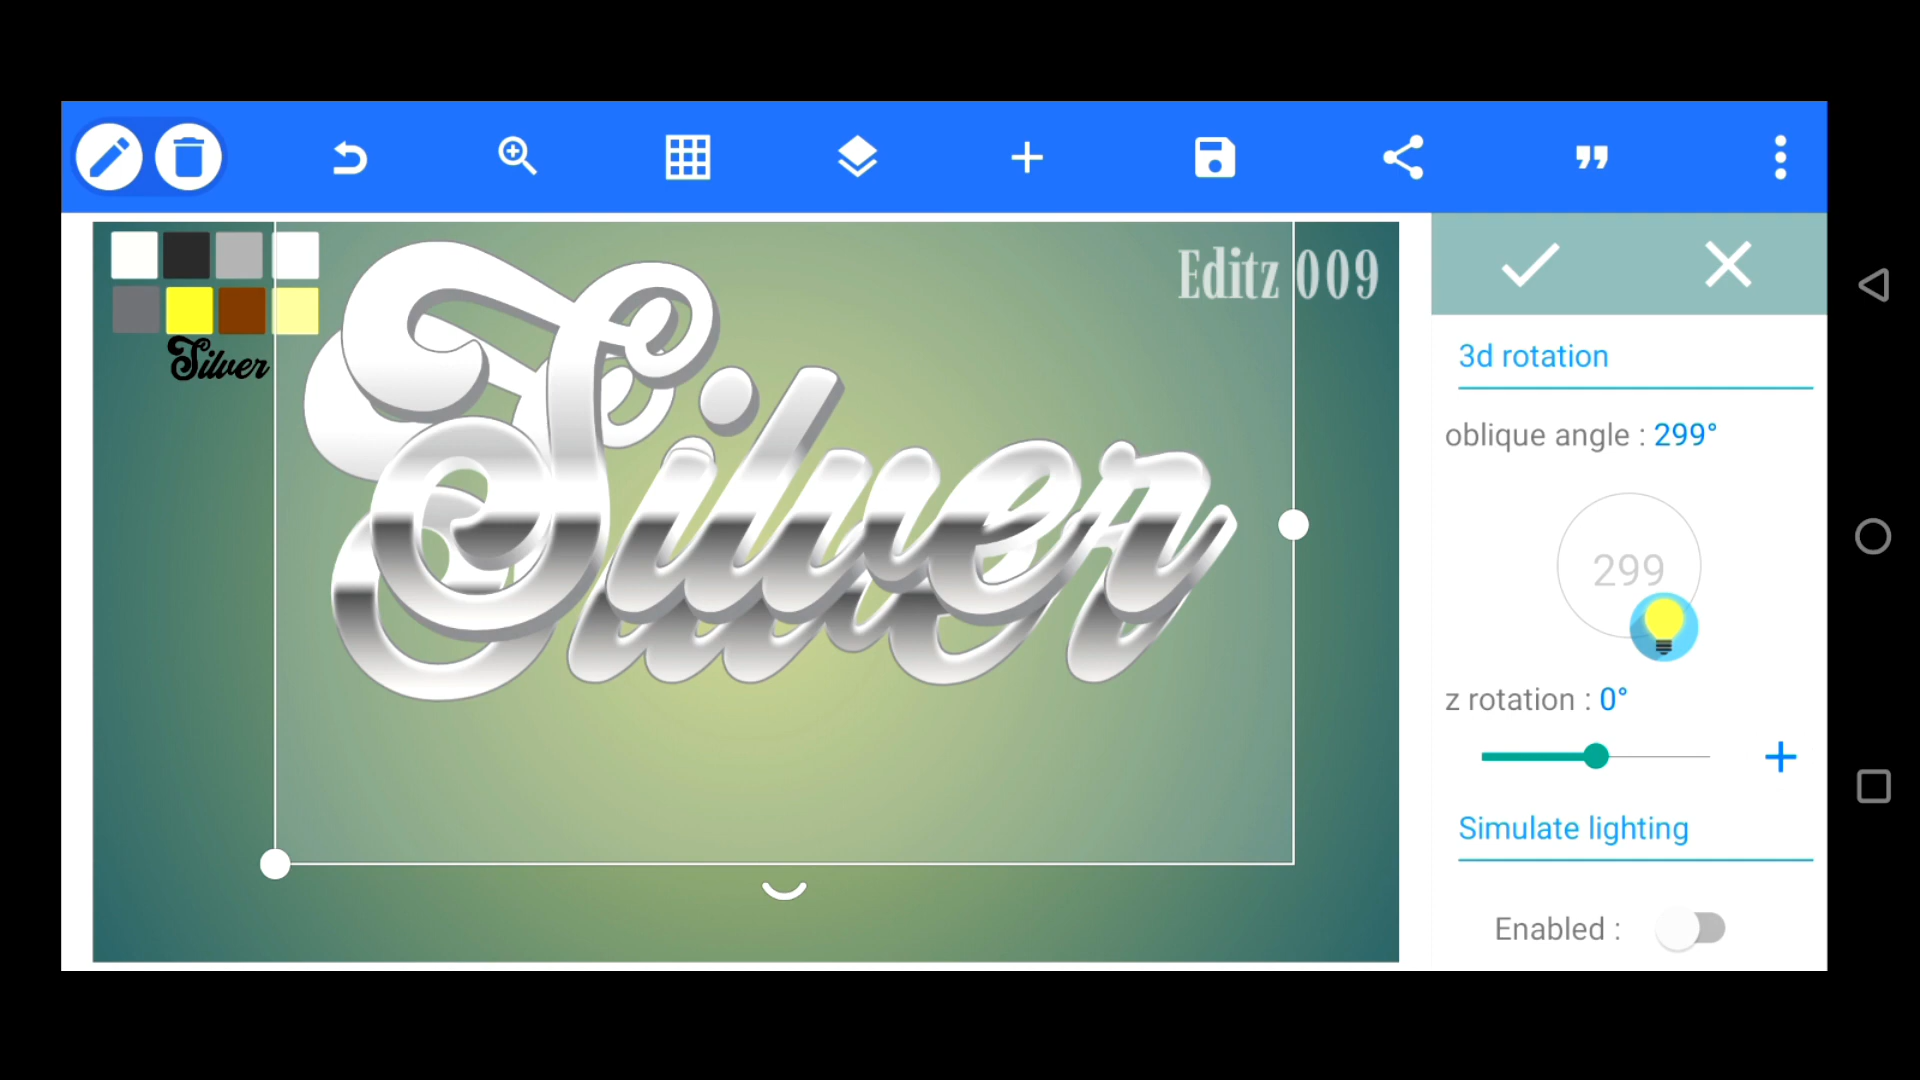 Editz 009
Silver
Silver
3d rotation
oblique angle : 299°
299
z rotation : 0°
Simulate lighting
Enabled :